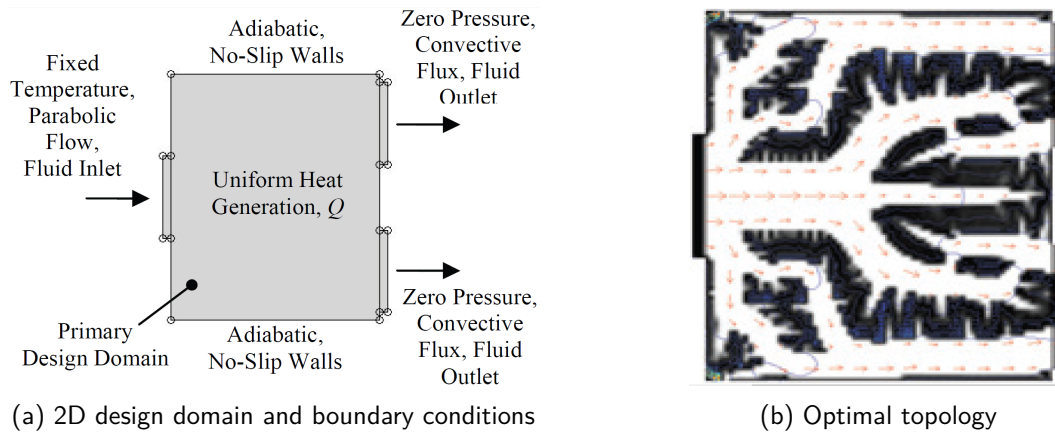 Adiabatic,
No-Slip Walls
Zero Pressure,
Convective
Flux, Fluid
Outlet
Fixed
Temperature,
Parabolic
Flow,
Fluid Inlet
Uniform Heat
Generation, Q
Primary
Design Domain
Adiabatic,
No-Slip Walls
Zero Pressure,
Convective
Flux, Fluid
Outlet
(a) 2D design domain and boundary conditions
(b) Optimal topology